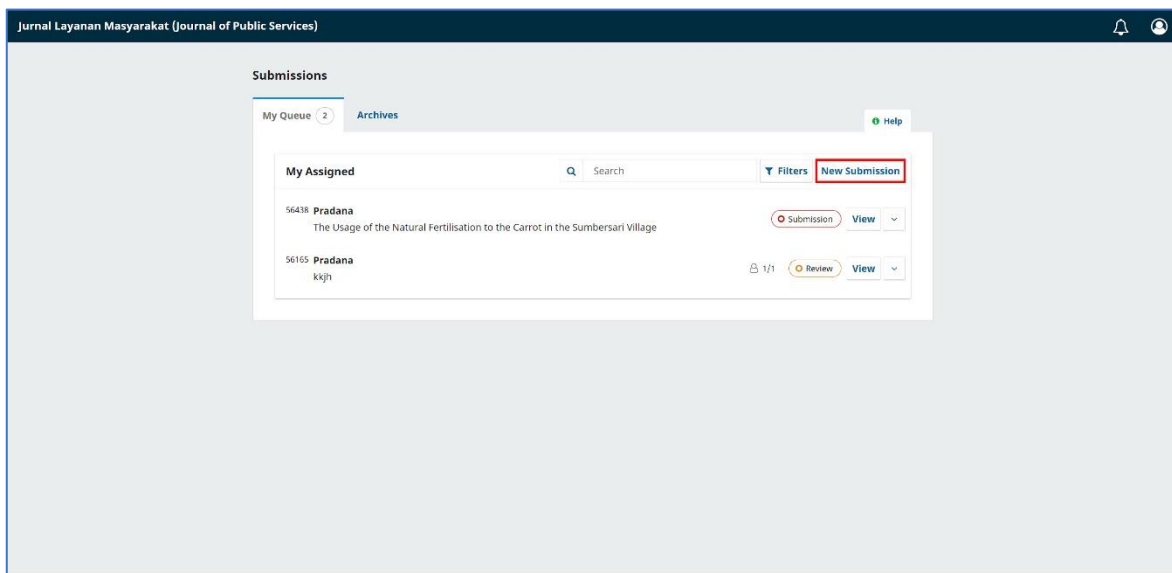 Jurnal Layanan Masyarakat (Journal of Public Services)
Submissions
My Queue 2 Archives
Help
My Assigned Search Filters New Submission
56438 Pradana Submission View
The Usage of the Natural Fertilisation to the Carrot in the Sumbersari Village
56165 Pradana 1/1 Review View
kkjh